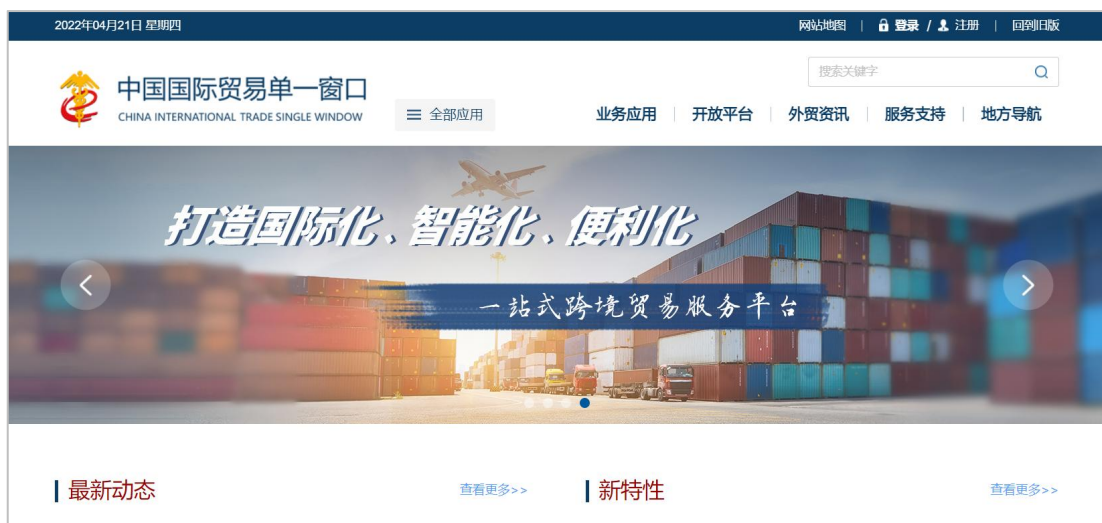 2022年04月21日 星期四
网站地图 | 登录 / 注册 | 回到旧版
搜索关键字
中国国际贸易单一窗口
CHINA INTERNATIONAL TRADE SINGLE WINDOW
全部应用
业务应用 | 开放平台 | 外贸资讯 | 服务支持 | 地方导航
打造国际化、智能化、便利化
一站式跨境贸易服务平台
最新动态 查看更多>>
新特性 查看更多>>